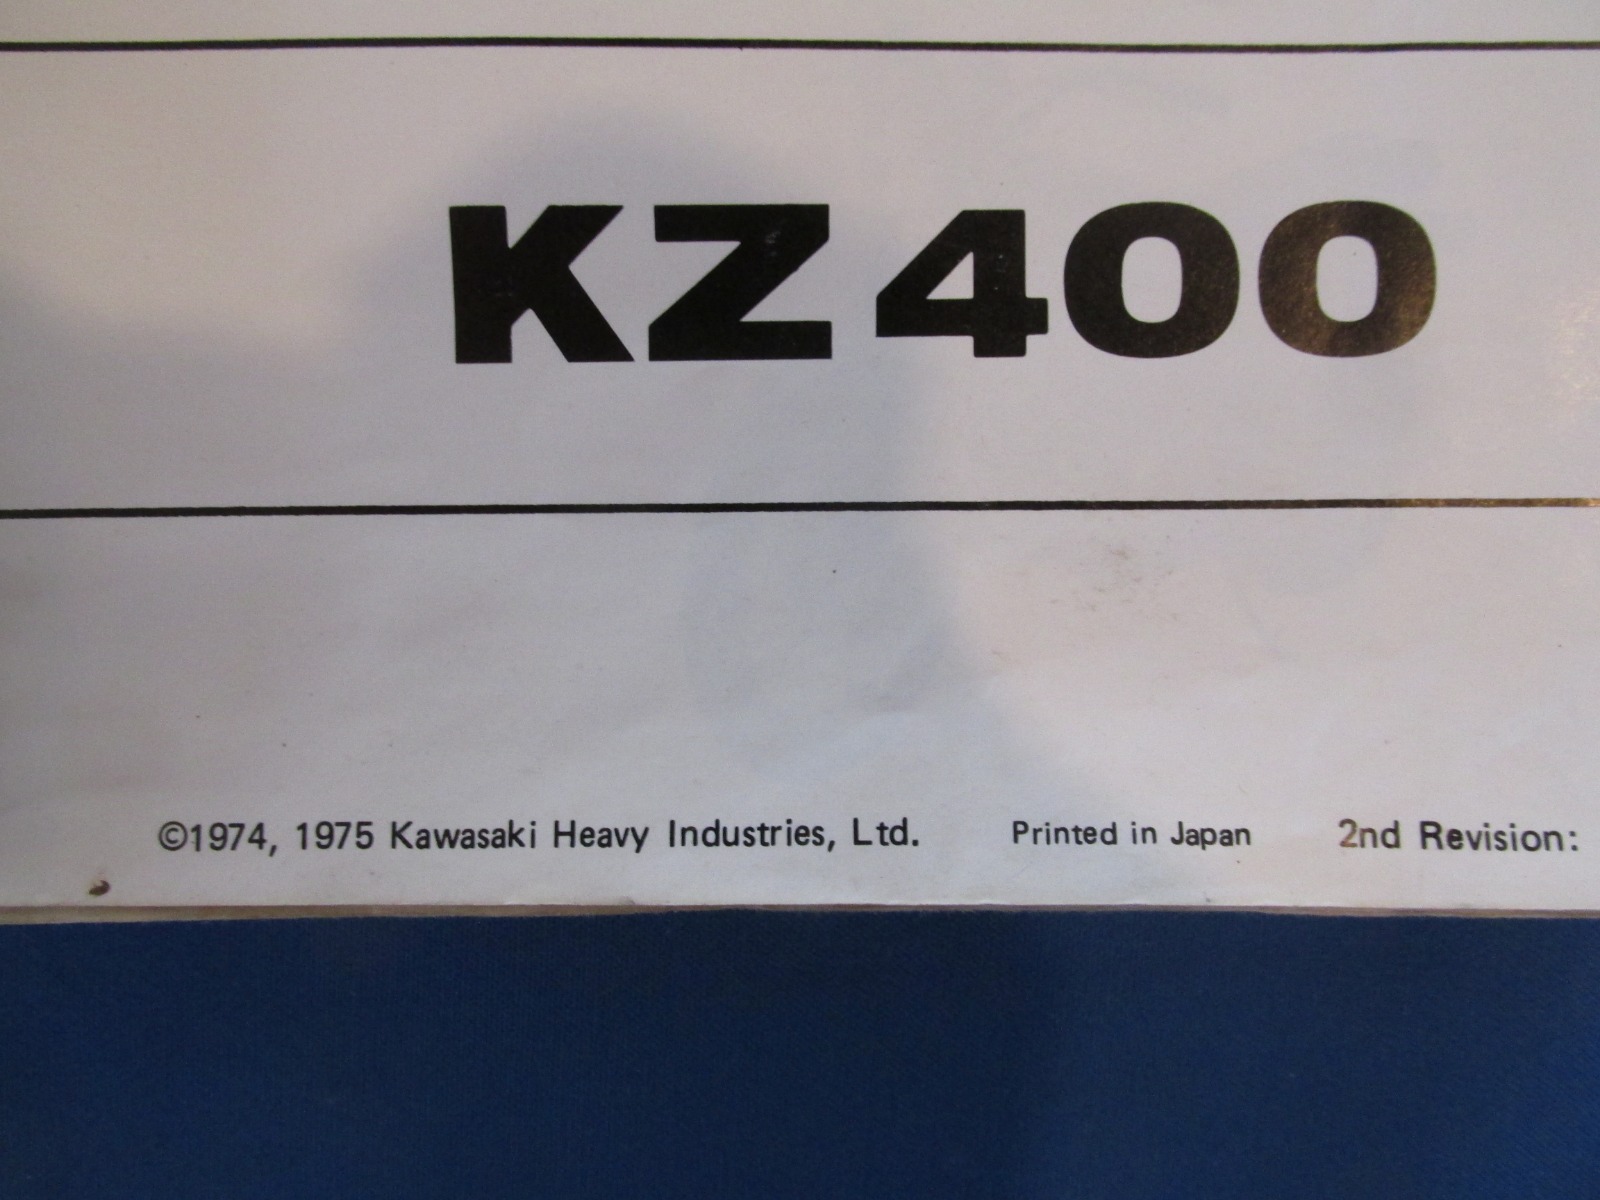 KZ400
©1974, 1975 Kawasaki Heavy Industries, Ltd. Printed in Japan 2nd Revision: